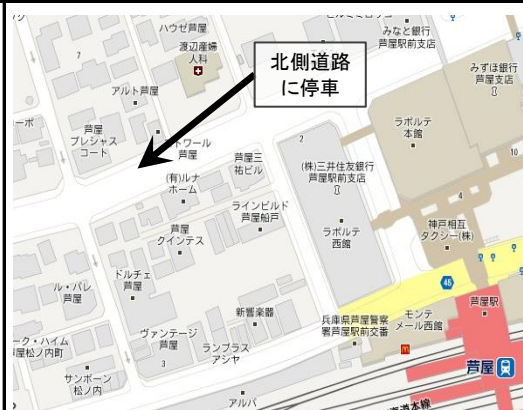 ハウゼ芦屋
渡辺産婦
人科
アルト芦屋
7
芦屋
プレシャス
コート
芦屋
北側道路
に停車
みなと銀行
芦屋駅前支店
みずほ銀行
芦屋支店
ラポルテ
本館
10
2
(株)三井住友銀行
芦屋駅前支店
芦屋三
祐ビル
(有)ルナ
ホーム
ラインビルド
芦屋船戸
芦屋
クインテス
ラポルテ
西館
4
神戸相互
タクシー(株)
45
ドルチェ
芦屋
ル・パレ
芦屋
新響楽器
兵庫県芦屋警察
署芦屋駅前交番
モンテ
メール西館
芦屋駅
ヴァンテージ
芦屋
3
ランプラス
アシヤ
芦屋
サンボーン
松ノ内
アルパ